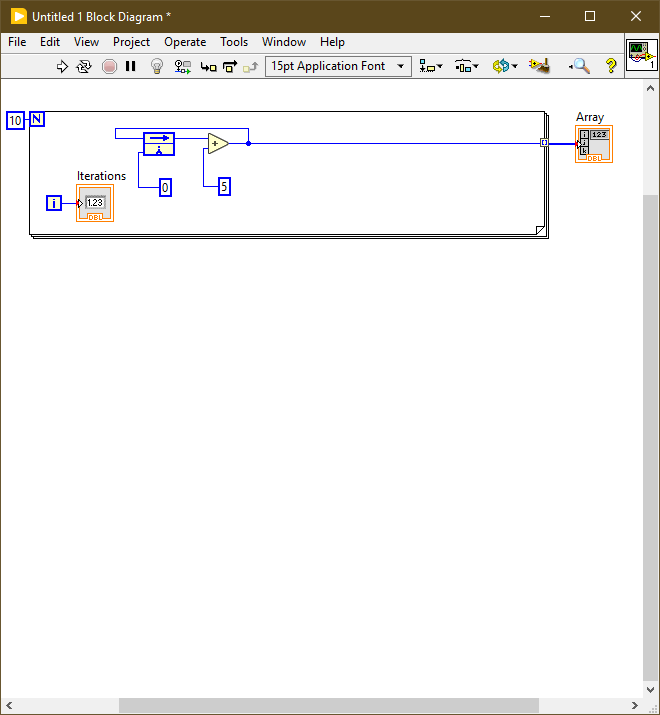 Untitled 1 Block Diagram *
File Edit View Project Operate Tools Window Help
15pt Application Font
1
10 N
Array
i 123
j
k
DBL
Iterations
i 1.23
DBL
0
5
+
?